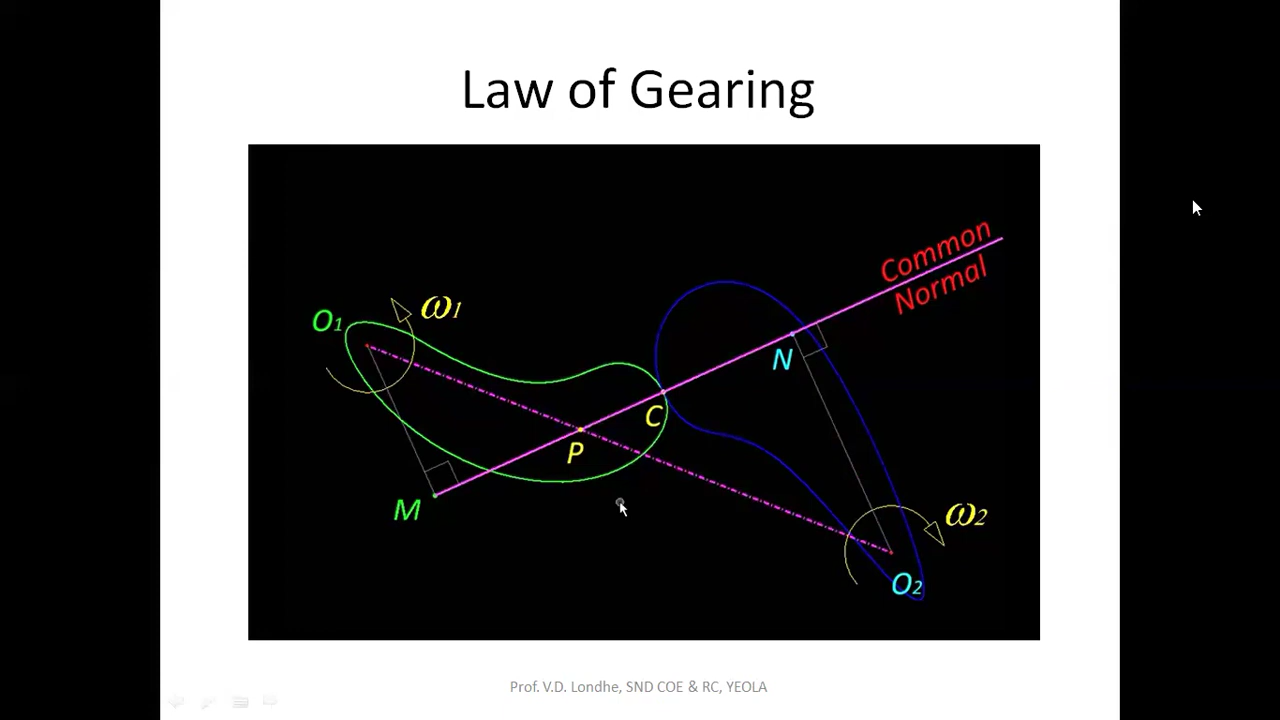 Law of Gearing
Common
Normal
O1
ω1
N
C
P
M
ω2
O2
Prof. V.D. Londhe, SND COE & RC, YEOLA